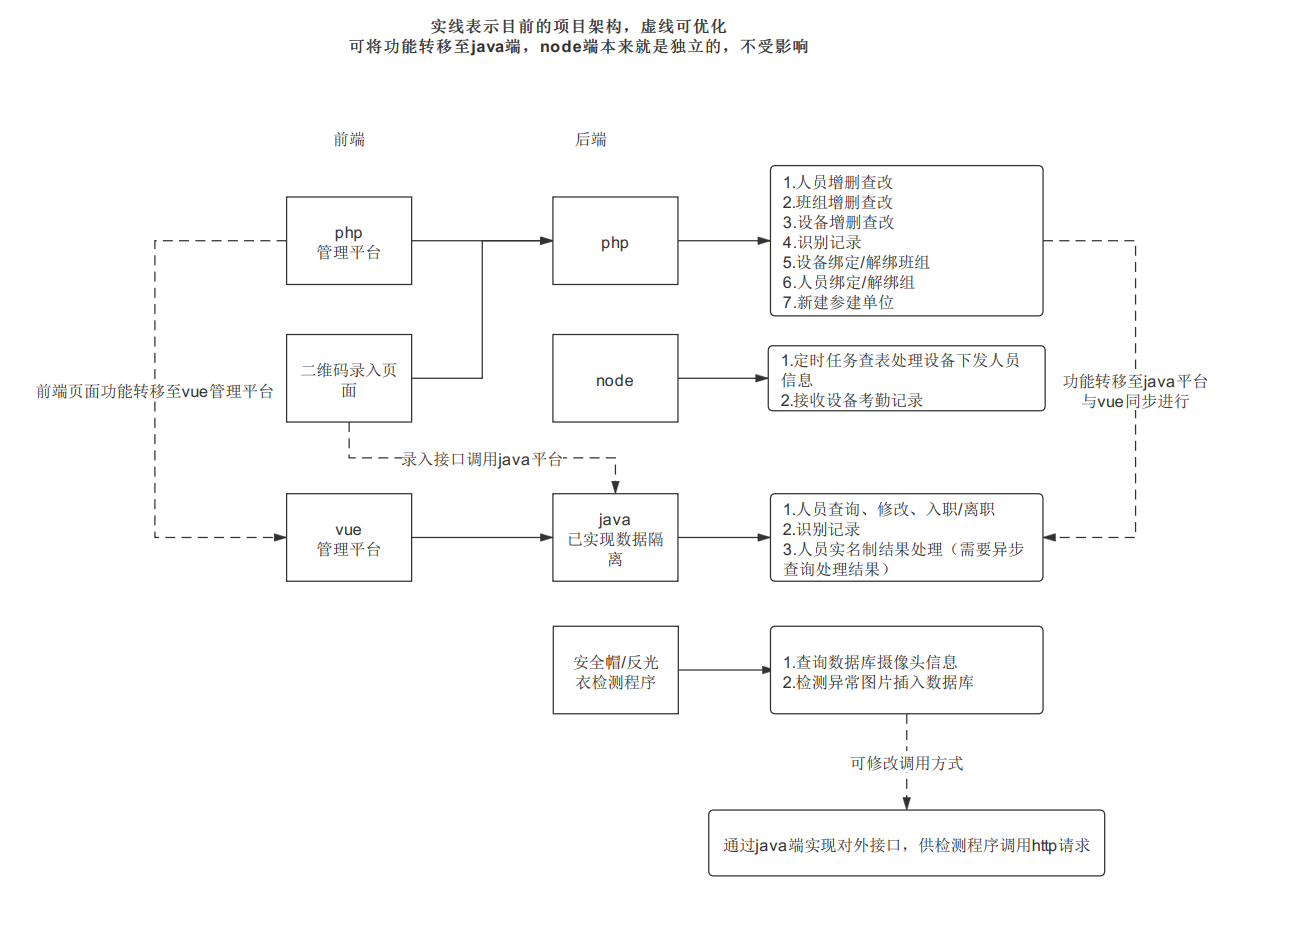 实线表示目前的项目架构，虚线可优化
可将功能转移至java端，node端本来就是独立的，不受影响
前端
后端
php
管理平台
php
1.人员增删查改
2.班组增删查改
3.设备增删查改
4.识别记录
5.设备绑定/解绑班组
6.人员绑定/解绑组
7.新建参建单位
二维码录入页
面
node
1.定时任务查表处理设备下发人员
信息
2.接收设备考勤记录
前端页面功能转移至vue管理平台
功能转移至java平台
与vue同步进行
录入接口调用java平台
vue
管理平台
java
已实现数据隔
离
1.人员查询、修改、入职/离职
2.识别记录
3.人员实名制结果处理（需要异步
查询处理结果）
安全帽/反光
衣检测程序
1.查询数据库摄像头信息
2.检测异常图片插入数据库
可修改调用方式
通过java端实现对外接口，供检测程序调用http请求